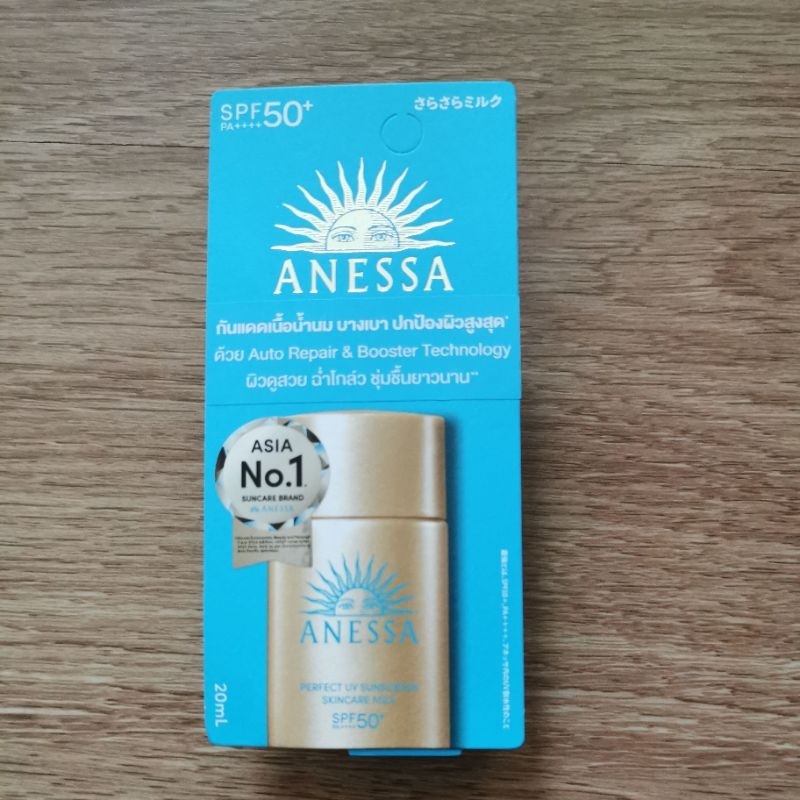 SPF50+
PA++++
さらさらミルク
ANESSA
กันแดดเนื้อน้ำนม บางเบา ปกป้องผิวสูงสุด*
ด้วย Auto Repair & Booster Technology
ผิวดูสวย ฉ่ำโกล่ว ชุ่มชื้นยาวนาน**
ASIA
No.1
SUNCARE BRAND
ANESSA
ANESSA
PERFECT UV SUNSCREEN
SKINCARE MILK
SPF50+
PA++++
20mL